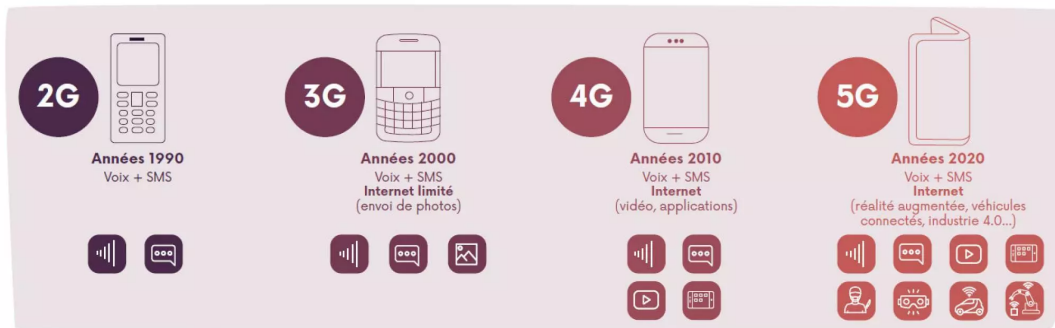 2G
Années 1990
Voix + SMS
3G
Années 2000
Voix + SMS
Internet limité
(envoi de photos)
4G
Années 2010
Voix + SMS
Internet
(vidéo, applications)
5G
Années 2020
Voix + SMS
Internet
(réalité augmentée, véhicules
connectés, industrie 4.0...)